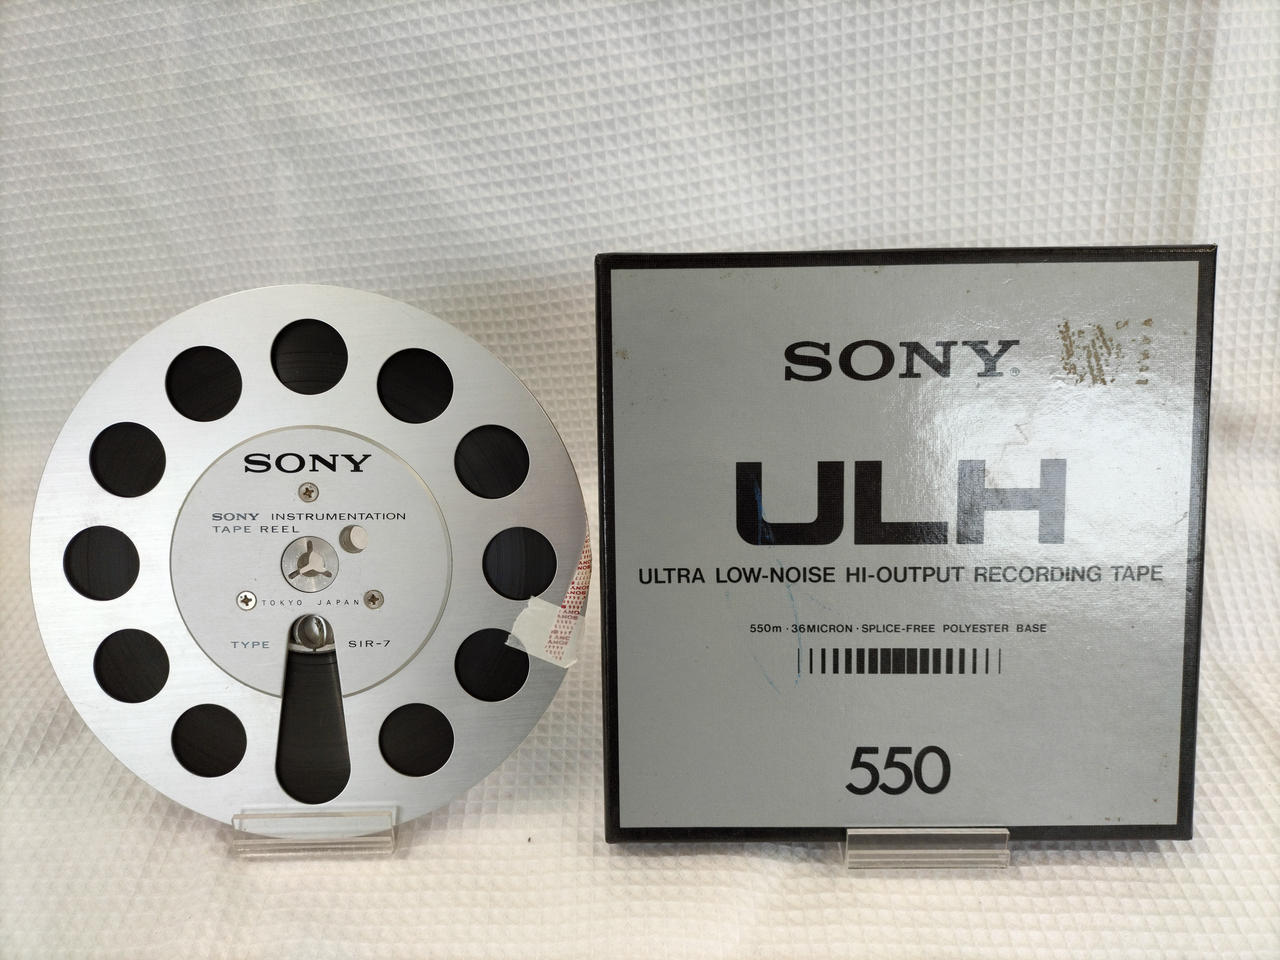 SONY
SONY INSTRUMENTATION
TAPE REEL
TOKYO JAPAN
TYPE SIR-7
SONY®
ULH
ULTRA LOW-NOISE HI-OUTPUT RECORDING TAPE
550m · 36MICRON · SPLICE-FREE POLYESTER BASE
550